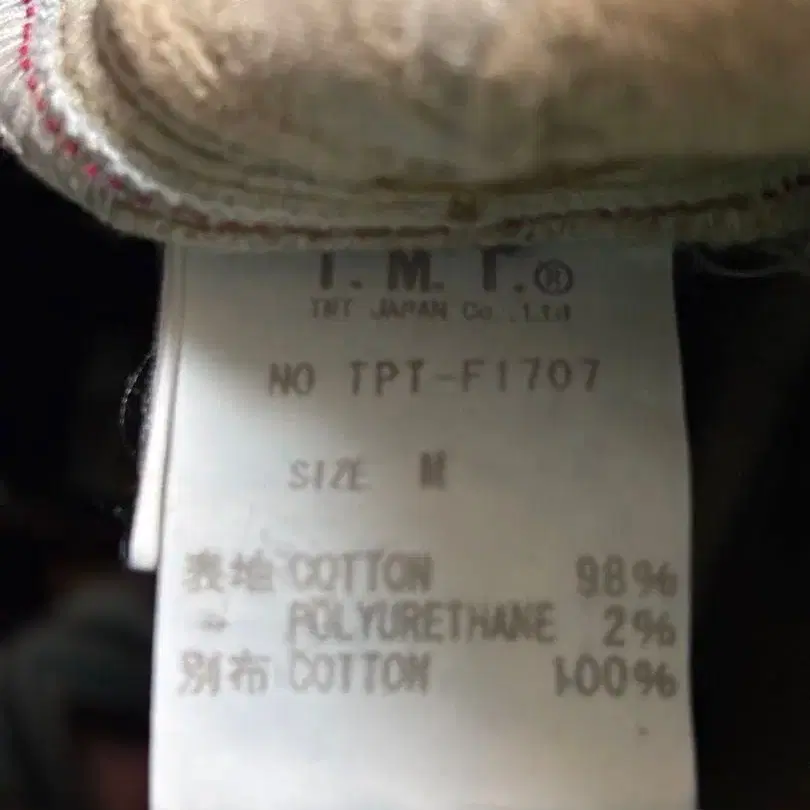 T.M.T.®
TMT JAPAN Co.,Ltd
NO TPT-F1707
SIZE M
表地 COTTON 98%
〃 POLYURETHANE 2%
別布 COTTON 100%